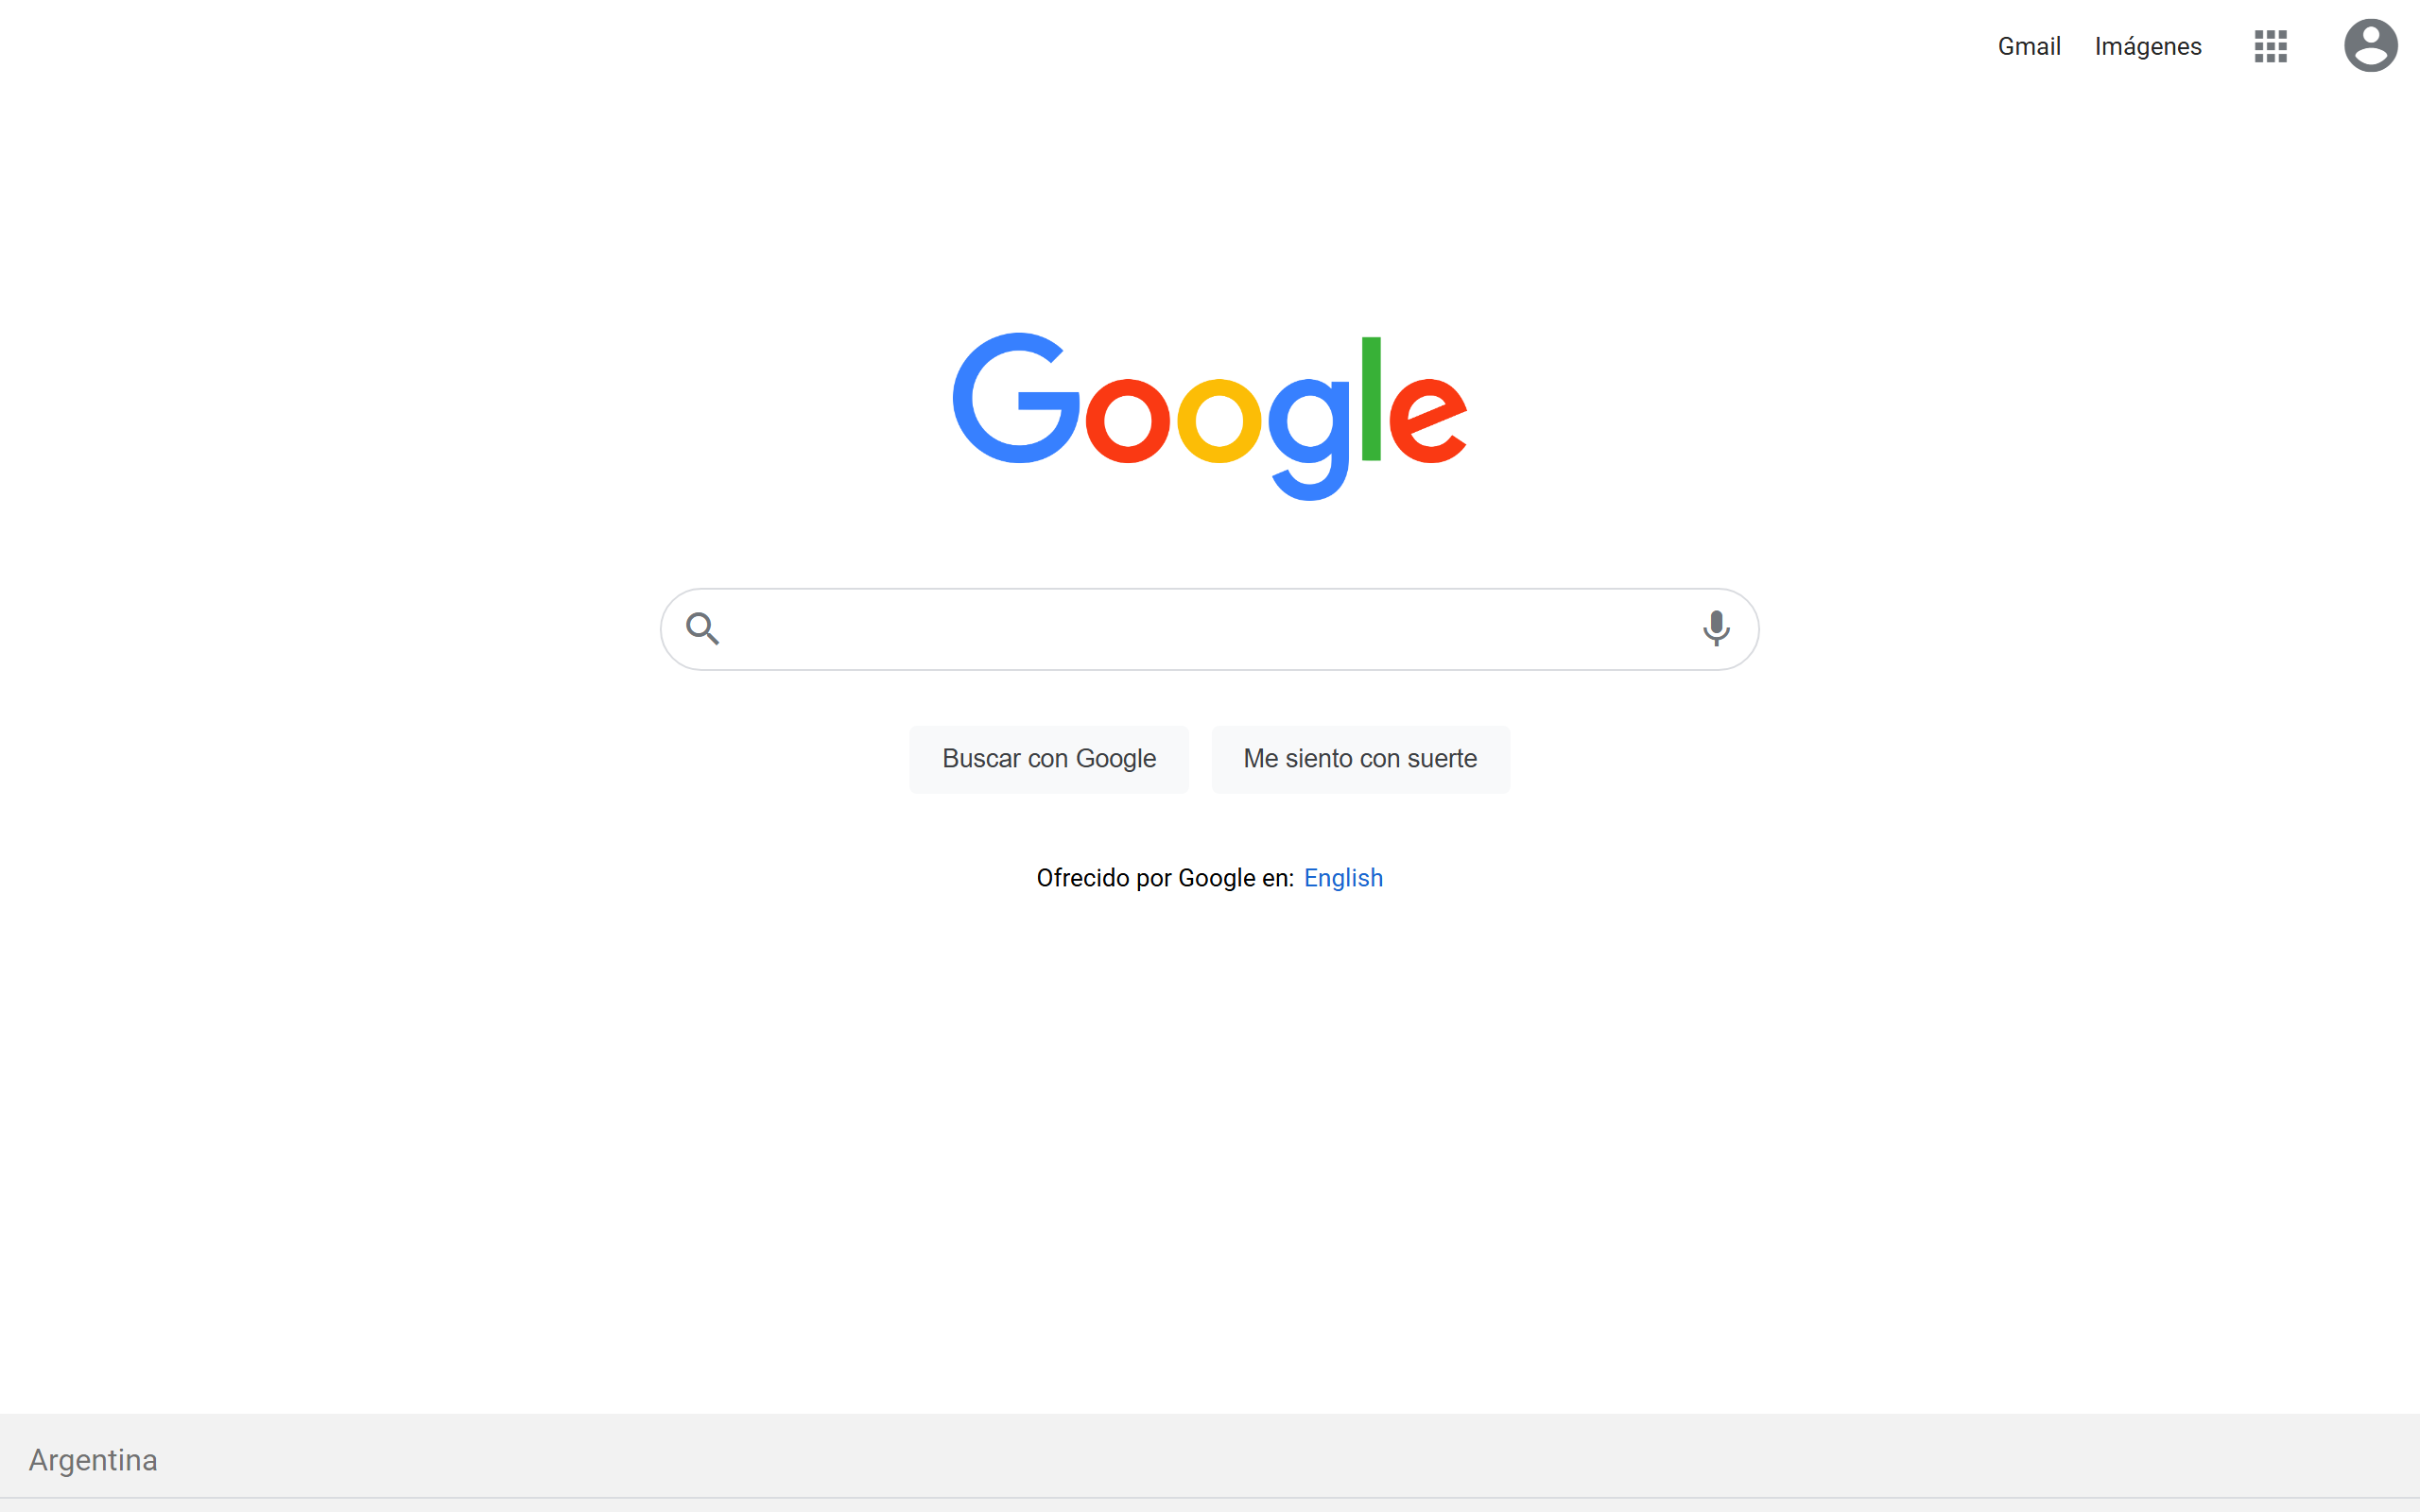 Gmail Imágenes
Google
Buscar con Google Me siento con suerte
Ofrecido por Google en: English
Argentina